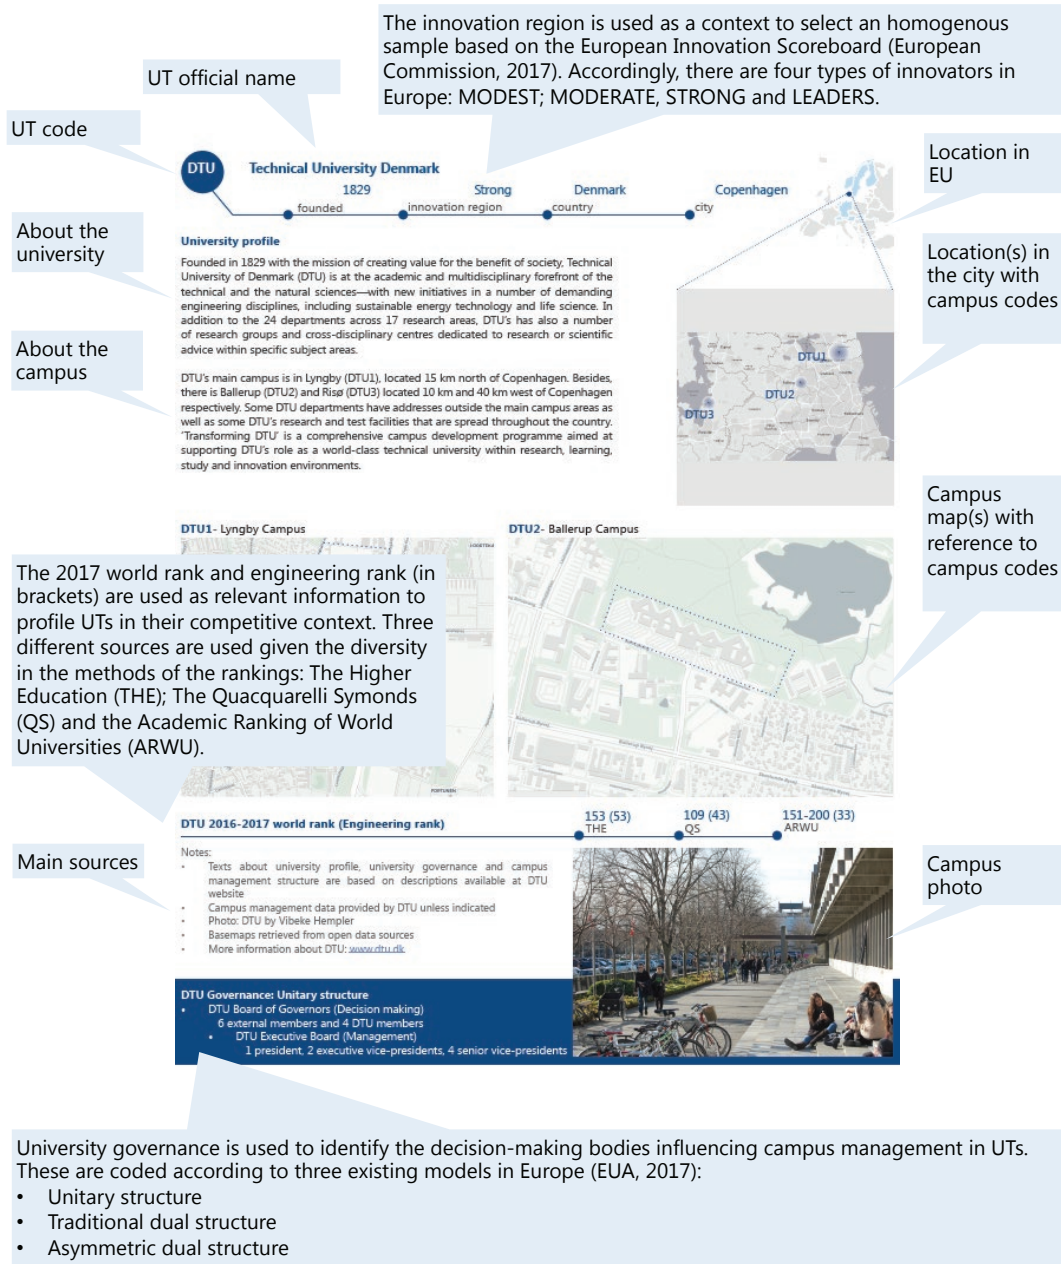 The innovation region is used as a context to select an homogenous
sample based on the European Innovation Scoreboard (European
Commission, 2017). Accordingly, there are four types of innovators in
Europe: MODEST; MODERATE, STRONG and LEADERS.
UT official name
UT code
DTU
Technical University Denmark
1829
Strong
Denmark
Copenhagen
founded
innovation region
country
city
Location in
EU
About the
university
University profile
Founded in 1829 with the mission of creating value for the benefit of society, Technical
University of Denmark (DTU) is at the academic and multidisciplinary forefront of the
technical and the natural sciences—with new initiatives in a number of demanding
engineering disciplines, including sustainable energy technology and life science. In
addition to the 24 departments across 17 research areas, DTU's has also a number
of research groups and cross-disciplinary centres dedicated to research or scientific
advice within specific subject areas.
Location(s) in
the city with
campus codes
About the
campus
DTU's main campus is in Lyngby (DTU1), located 15 km north of Copenhagen. Besides,
there is Ballerup (DTU2) and Risø (DTU3) located 10 km and 40 km west of Copenhagen
respectively. Some DTU departments have addresses outside the main campus areas as
well as some DTU's research and test facilities that are spread throughout the country.
'Transforming DTU' is a comprehensive campus development programme aimed at
supporting DTU's role as a world-class technical university within research, learning,
study and innovation environments.
DTU1
DTU2
DTU3
Campus
map(s) with
reference to
campus codes
DTU1- Lyngby Campus
DTU2- Ballerup Campus
The 2017 world rank and engineering rank (in
brackets) are used as relevant information to
profile UTs in their competitive context. Three
different sources are used given the diversity
in the methods of the rankings: The Higher
Education (THE); The Quacquarelli Symonds
(QS) and the Academic Ranking of World
Universities (ARWU).
FORTUNEN
Ballerup Byvej
DTU 2016-2017 world rank (Engineering rank)
153 (53)
THE
109 (43)
QS
151-200 (33)
ARWU
Main sources
Notes:
• Texts about university profile, university governance and campus
management structure are based on descriptions available at DTU
website
• Campus management data provided by DTU unless indicated
• Photo: DTU by Vibeke Hempler
• Basemaps retrieved from open data sources
• More information about DTU: www.dtu.dk
Campus
photo
DTU Governance: Unitary structure
• DTU Board of Governors (Decision making)
6 external members and 4 DTU members
• DTU Executive Board (Management)
1 president, 2 executive vice-presidents, 4 senior vice-presidents
University governance is used to identify the decision-making bodies influencing campus management in UTs.
These are coded according to three existing models in Europe (EUA, 2017):
• Unitary structure
• Traditional dual structure
• Asymmetric dual structure